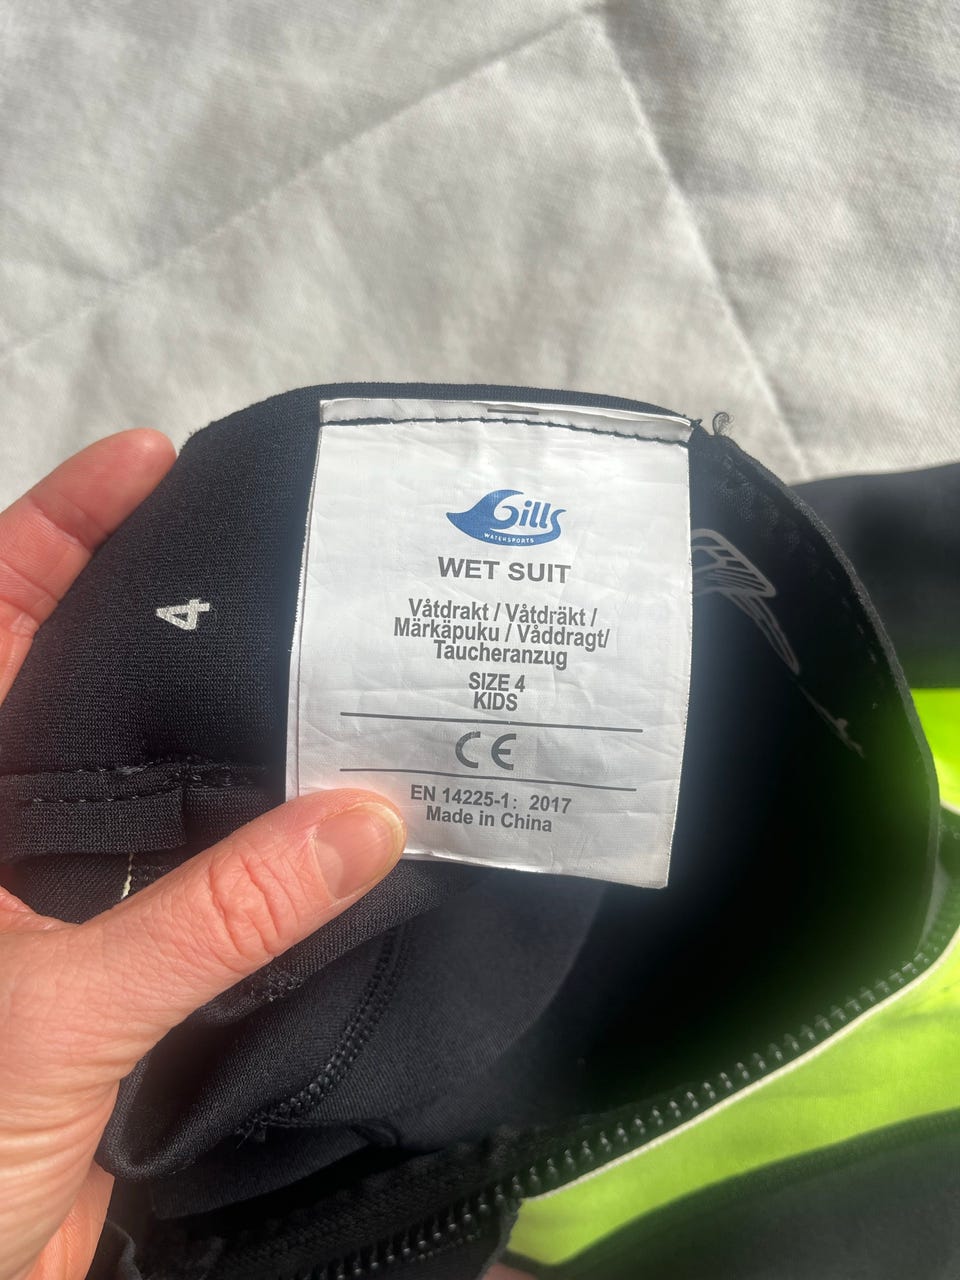 Gills
WATERSPORTS
WET SUIT
Våtdrakt / Våtdräkt /
Märkäpuku / Våddragt/
Taucheranzug
SIZE 4
KIDS
CE
EN 14225-1: 2017
Made in China
4